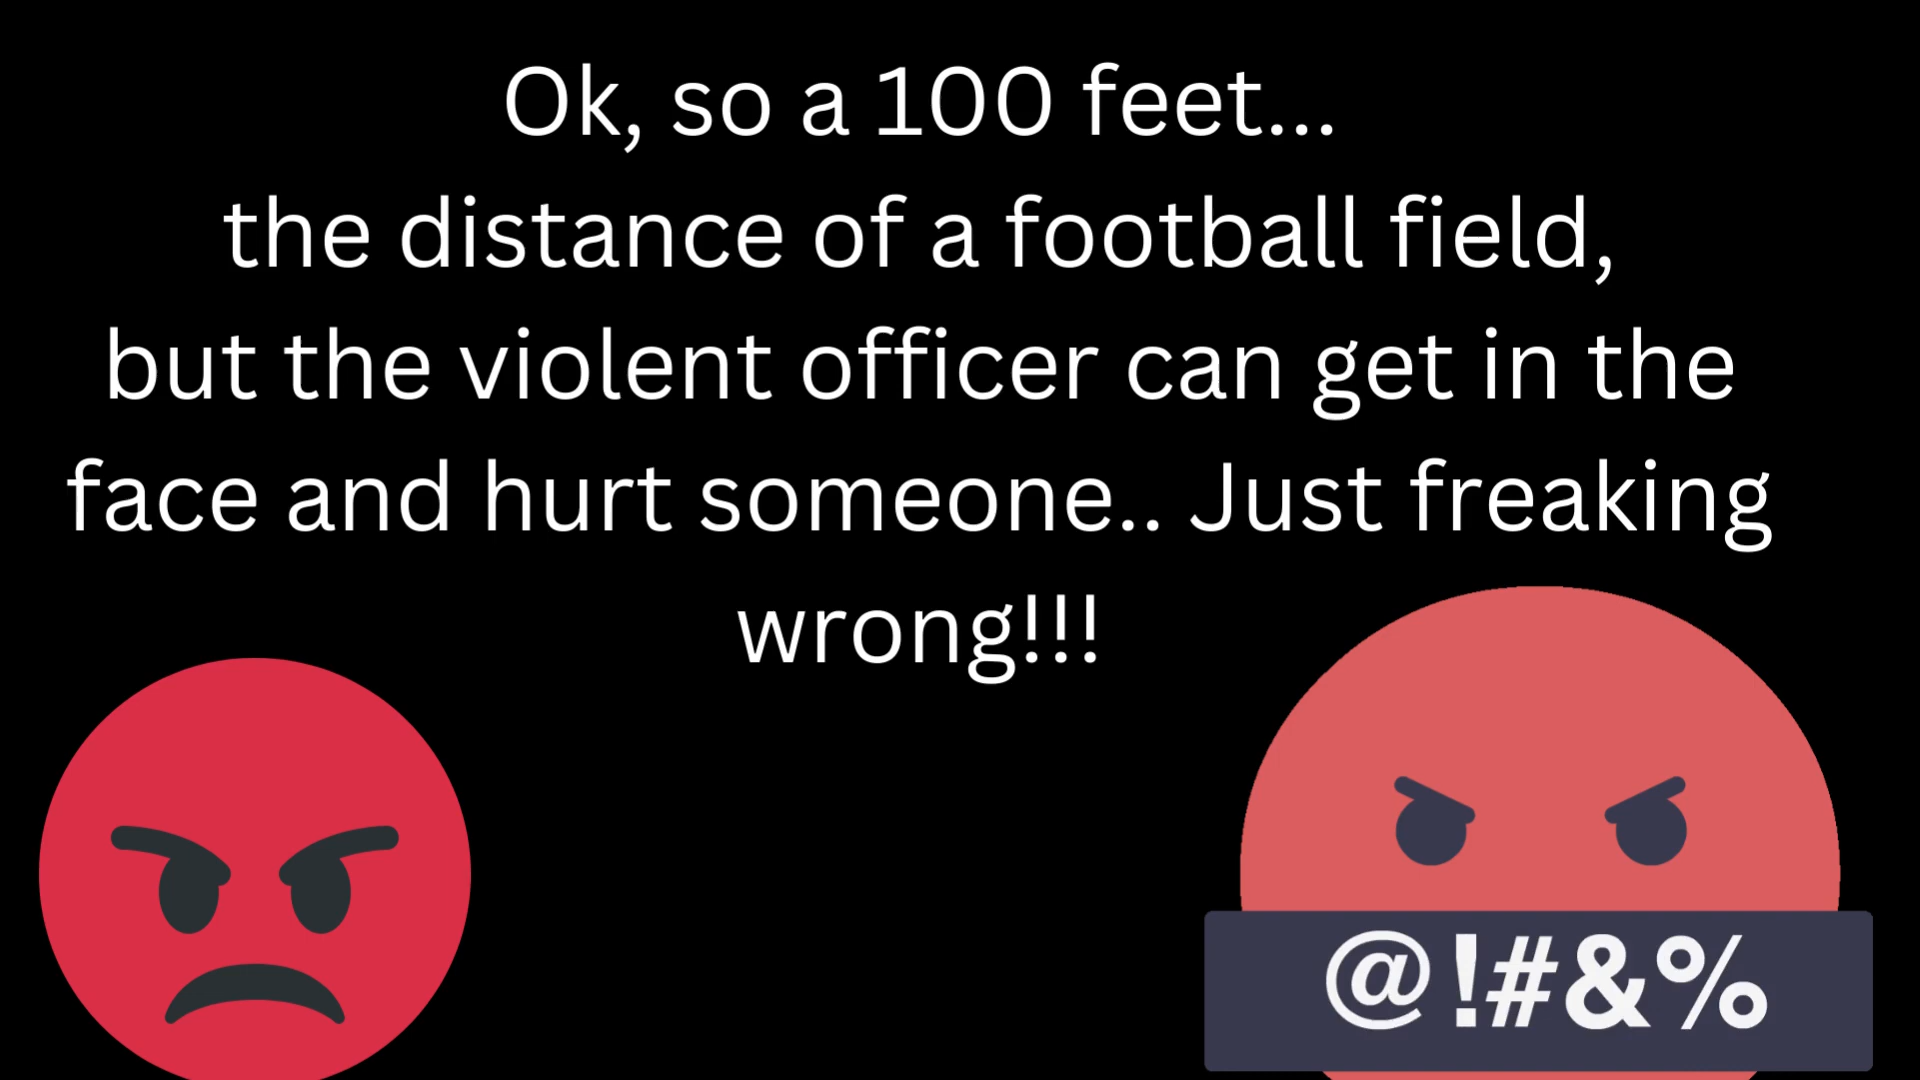 Ok, so a 100 feet...
the distance of a football field,
but the violent officer can get in the
face and hurt someone.. Just freaking
wrong!!!
@!#&%